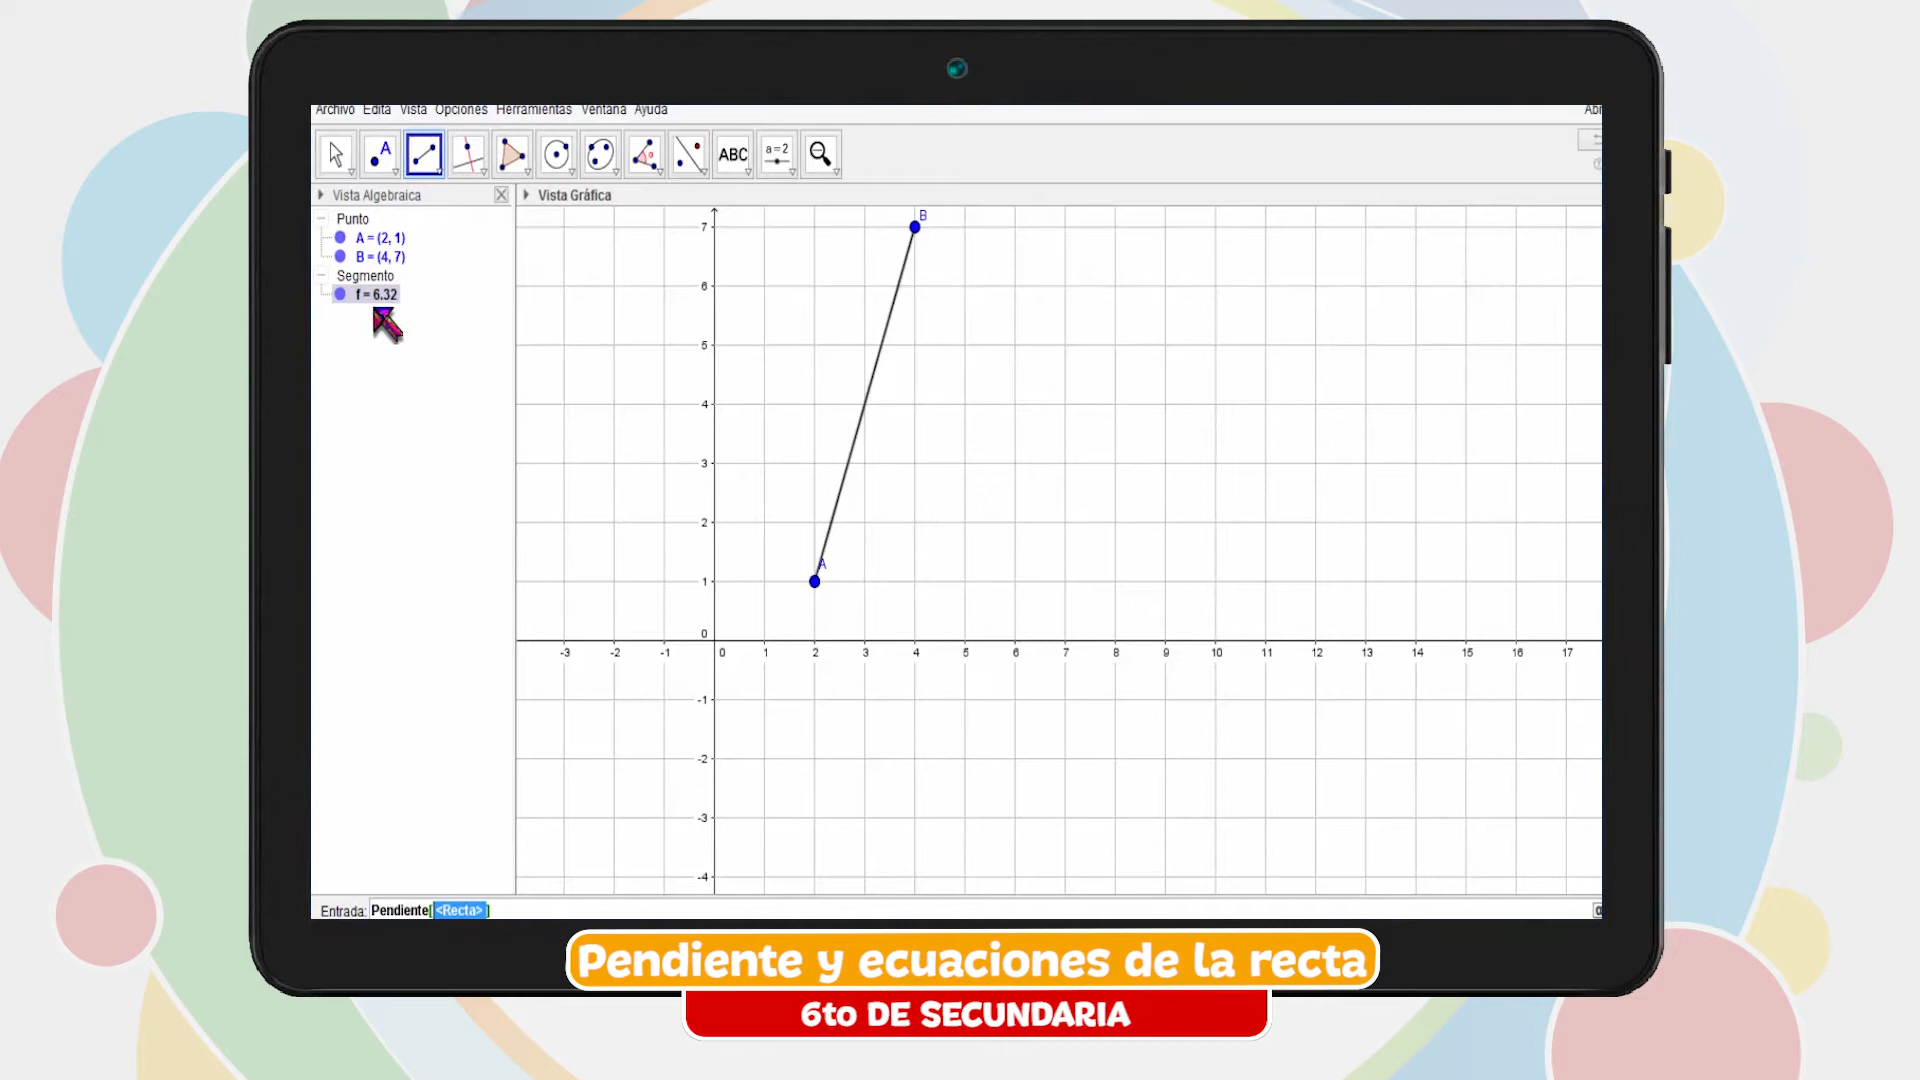 Archivo Edita Vista Opciones Herramientas Ventana Ayuda
A
ABC
a=2
Vista Algebraica
Vista Gráfica
Punto
A = (2, 1)
B = (4, 7)
Segmento
f = 6.32
B
A
7
6
5
4
3
2
1
0
-3 -2 -1 0 1 2 3 4 5 6 7 8 9 10 11 12 13 14 15 16 17
-1
-2
-3
-4
Entrada: Pendiente[ <Recta> ]
Pendiente y ecuaciones de la recta
6to DE SECUNDARIA